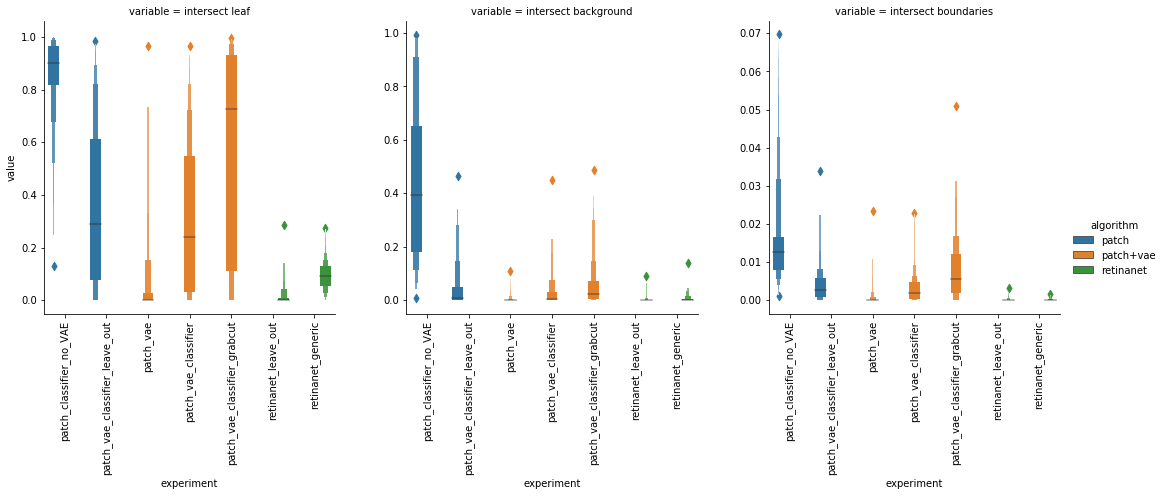 variable = intersect leaf
variable = intersect background
variable = intersect boundaries
value
1.0
0.8
0.6
0.4
0.2
0.0
1.0
0.8
0.6
0.4
0.2
0.0
0.07
0.06
0.05
0.04
0.03
0.02
0.01
0.00
patch_classifier_no_VAE
patch_vae_classifier_leave_out
patch_vae
patch_vae_classifier
patch_vae_classifier_grabcut
retinanet_leave_out
retinanet_generic
patch_classifier_no_VAE
patch_vae_classifier_leave_out
patch_vae
patch_vae_classifier
patch_vae_classifier_grabcut
retinanet_leave_out
retinanet_generic
patch_classifier_no_VAE
patch_vae_classifier_leave_out
patch_vae
patch_vae_classifier
patch_vae_classifier_grabcut
retinanet_leave_out
retinanet_generic
experiment
experiment
experiment
algorithm
patch
patch+vae
retinanet